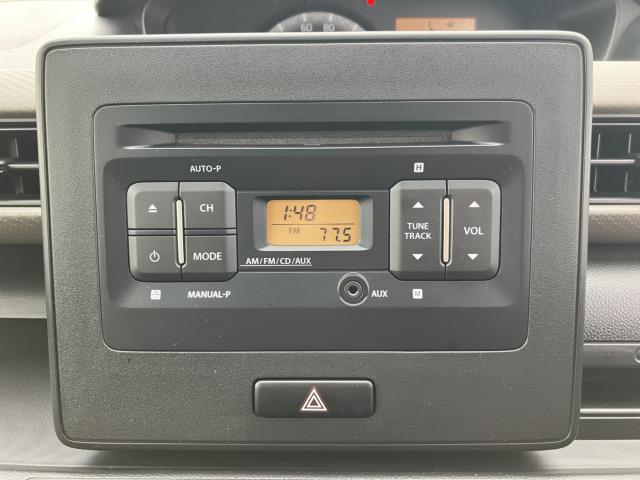 60 80
AUTO-P
H
CH
1:48
TUNE
TRACK
VOL
FM 77.5
MODE
AM/FM/CD/AUX
MANUAL-P
AUX
M